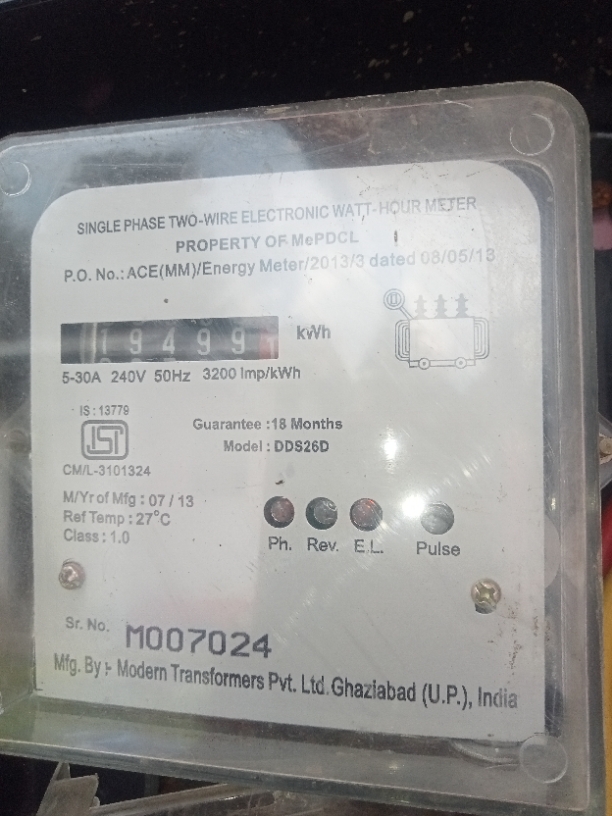 SINGLE PHASE TWO-WIRE ELECTRONIC WATT-HOUR METER
PROPERTY OF MePDCL
P.O. No.: ACE(MM)/Energy Meter/2013/3 dated 08/05/13
19499 kWh
5-30A 240V 50Hz 3200 Imp/kWh
IS : 13779
ISI
CM/L-3101324
Guarantee : 18 Months
Model : DDS26D
M/Yr of Mfg : 07 / 13
Ref Temp : 27°C
Class : 1.0
Ph. Rev. E.L. Pulse
Sr. No. M007024
Mfg. By :- Modern Transformers Pvt. Ltd. Ghaziabad (U.P.), India